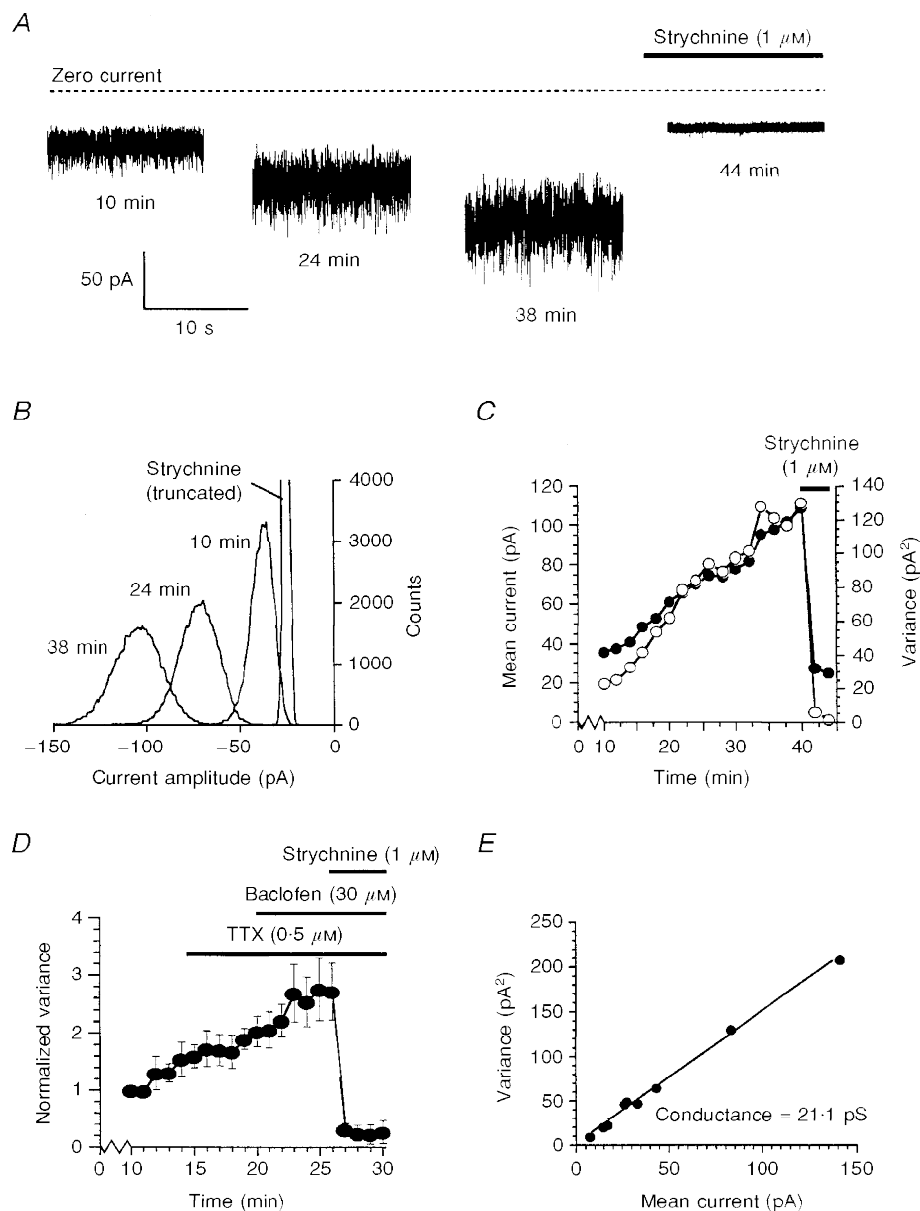 A
Strychnine (1 μM)
Zero current
10 min
24 min
38 min
44 min
50 pA
10 s
B
Strychnine
(truncated)
10 min
24 min
38 min
4000
3000
2000
1000
0
Counts
−150
−100
−50
0
Current amplitude (pA)
C
Strychnine
(1 μM)
120
100
80
60
40
20
0
Mean current (pA)
140
120
100
80
60
40
20
0
Variance (pA²)
0 10 20 30 40
Time (min)
D
Strychnine (1 μM)
Baclofen (30 μM)
TTX (0·5 μM)
4
3
2
1
0
Normalized variance
0 10 15 20 25 30
Time (min)
E
250
200
150
100
50
0
Variance (pA²)
Conductance = 21·1 pS
0 50 100 150
Mean current (pA)